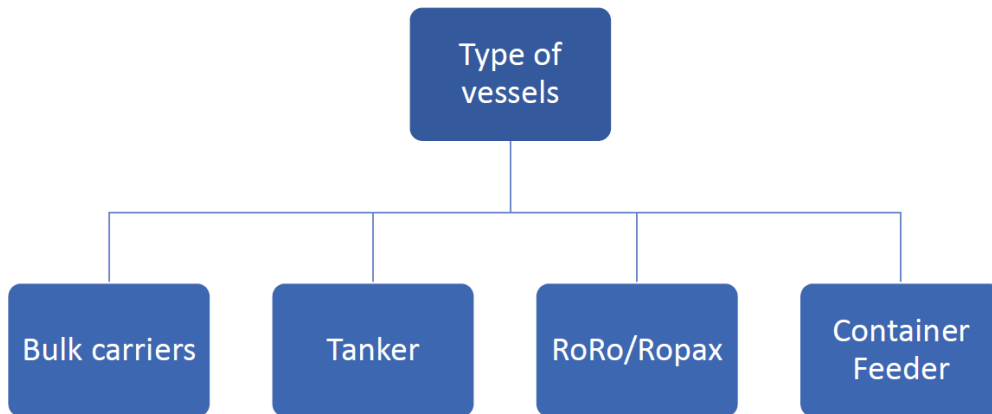 Type of
vessels
Bulk carriers
Tanker
RoRo/Ropax
Container
Feeder